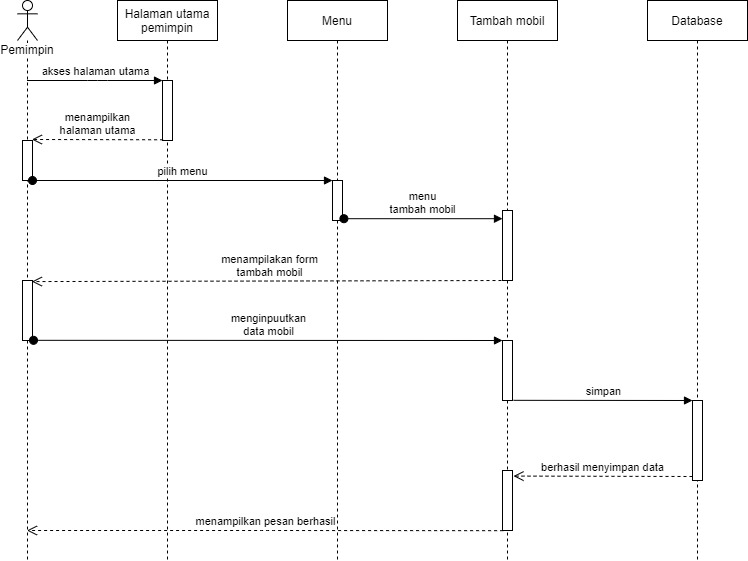 Pemimpin
Halaman utama
pemimpin
Menu
Tambah mobil
Database
akses halaman utama
menampilkan
halaman utama
pilih menu
menu
tambah mobil
menampilakan form
tambah mobil
menginpuutkan
data mobil
simpan
berhasil menyimpan data
menampilkan pesan berhasil